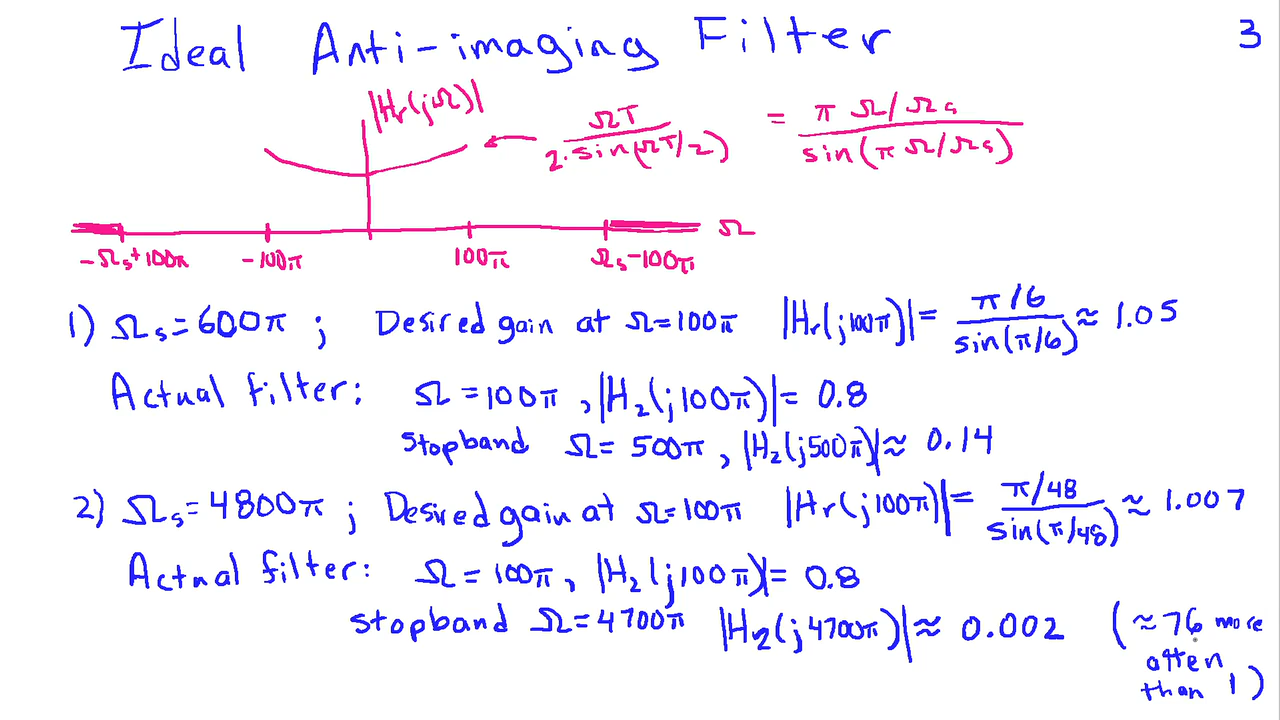 Ideal Anti-imaging Filter
3
|Hr(jΩ)|
ΩT / 2·sin(ΩT/2) = π Ω/Ωs / sin(π Ω/Ωs)
-Ωs+100π -100π 100π Ωs-100π Ω
1) Ωs=600π ; Desired gain at Ω=100π |Hr(j100π)| = π/6 / sin(π/6) ≈ 1.05
Actual filter: Ω=100π, |H2(j100π)|= 0.8
stopband Ω= 500π, |H2(j500π)|≈ 0.14
2) Ωs=4800π ; Desired gain at Ω=100π |Hr(j100π)|= π/48 / sin(π/48) ≈ 1.007
Actual filter: Ω=100π, |H2(j100π)|= 0.8
stopband Ω=4700π |H2(j4700π)|≈ 0.002 (≈76 more
atten
than 1)